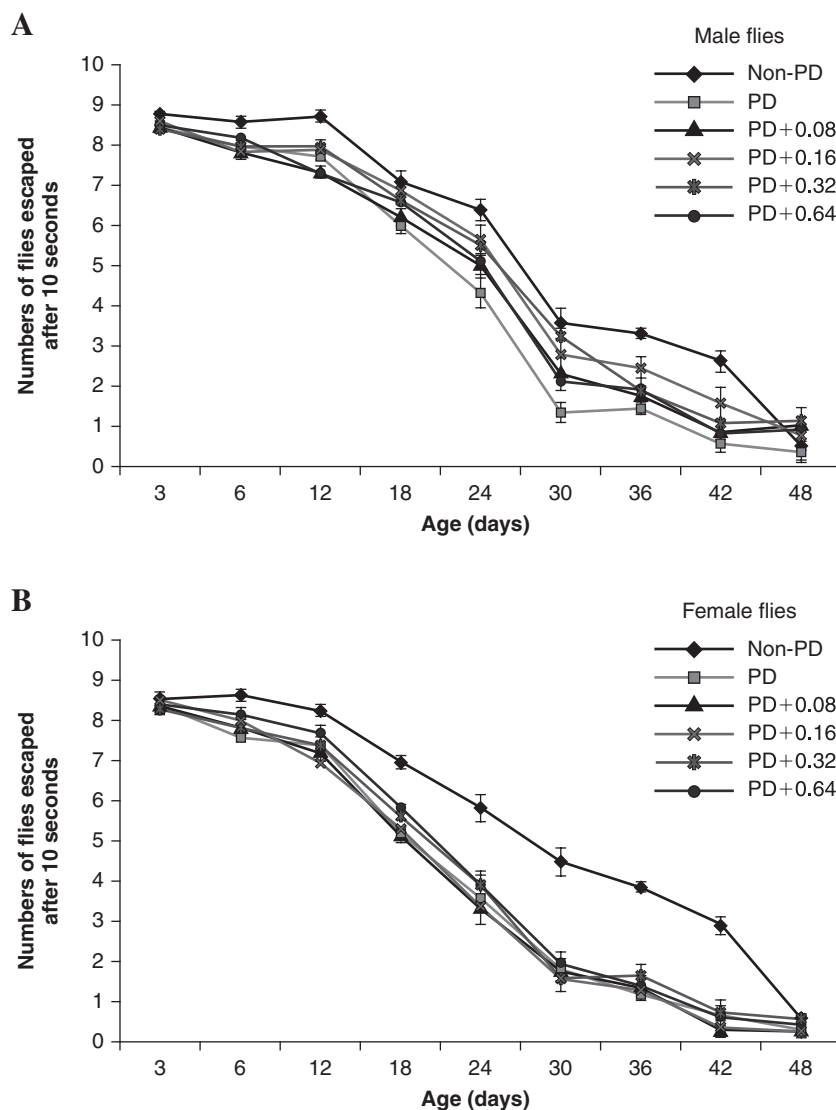 A
Male flies
Non-PD
PD
PD+0.08
PD+0.16
PD+0.32
PD+0.64
Numbers of flies escaped
after 10 seconds
10
9
8
7
6
5
4
3
2
1
0
3 6 12 18 24 30 36 42 48
Age (days)
B
Female flies
Non-PD
PD
PD+0.08
PD+0.16
PD+0.32
PD+0.64
Numbers of flies escaped
after 10 seconds
10
9
8
7
6
5
4
3
2
1
0
3 6 12 18 24 30 36 42 48
Age (days)